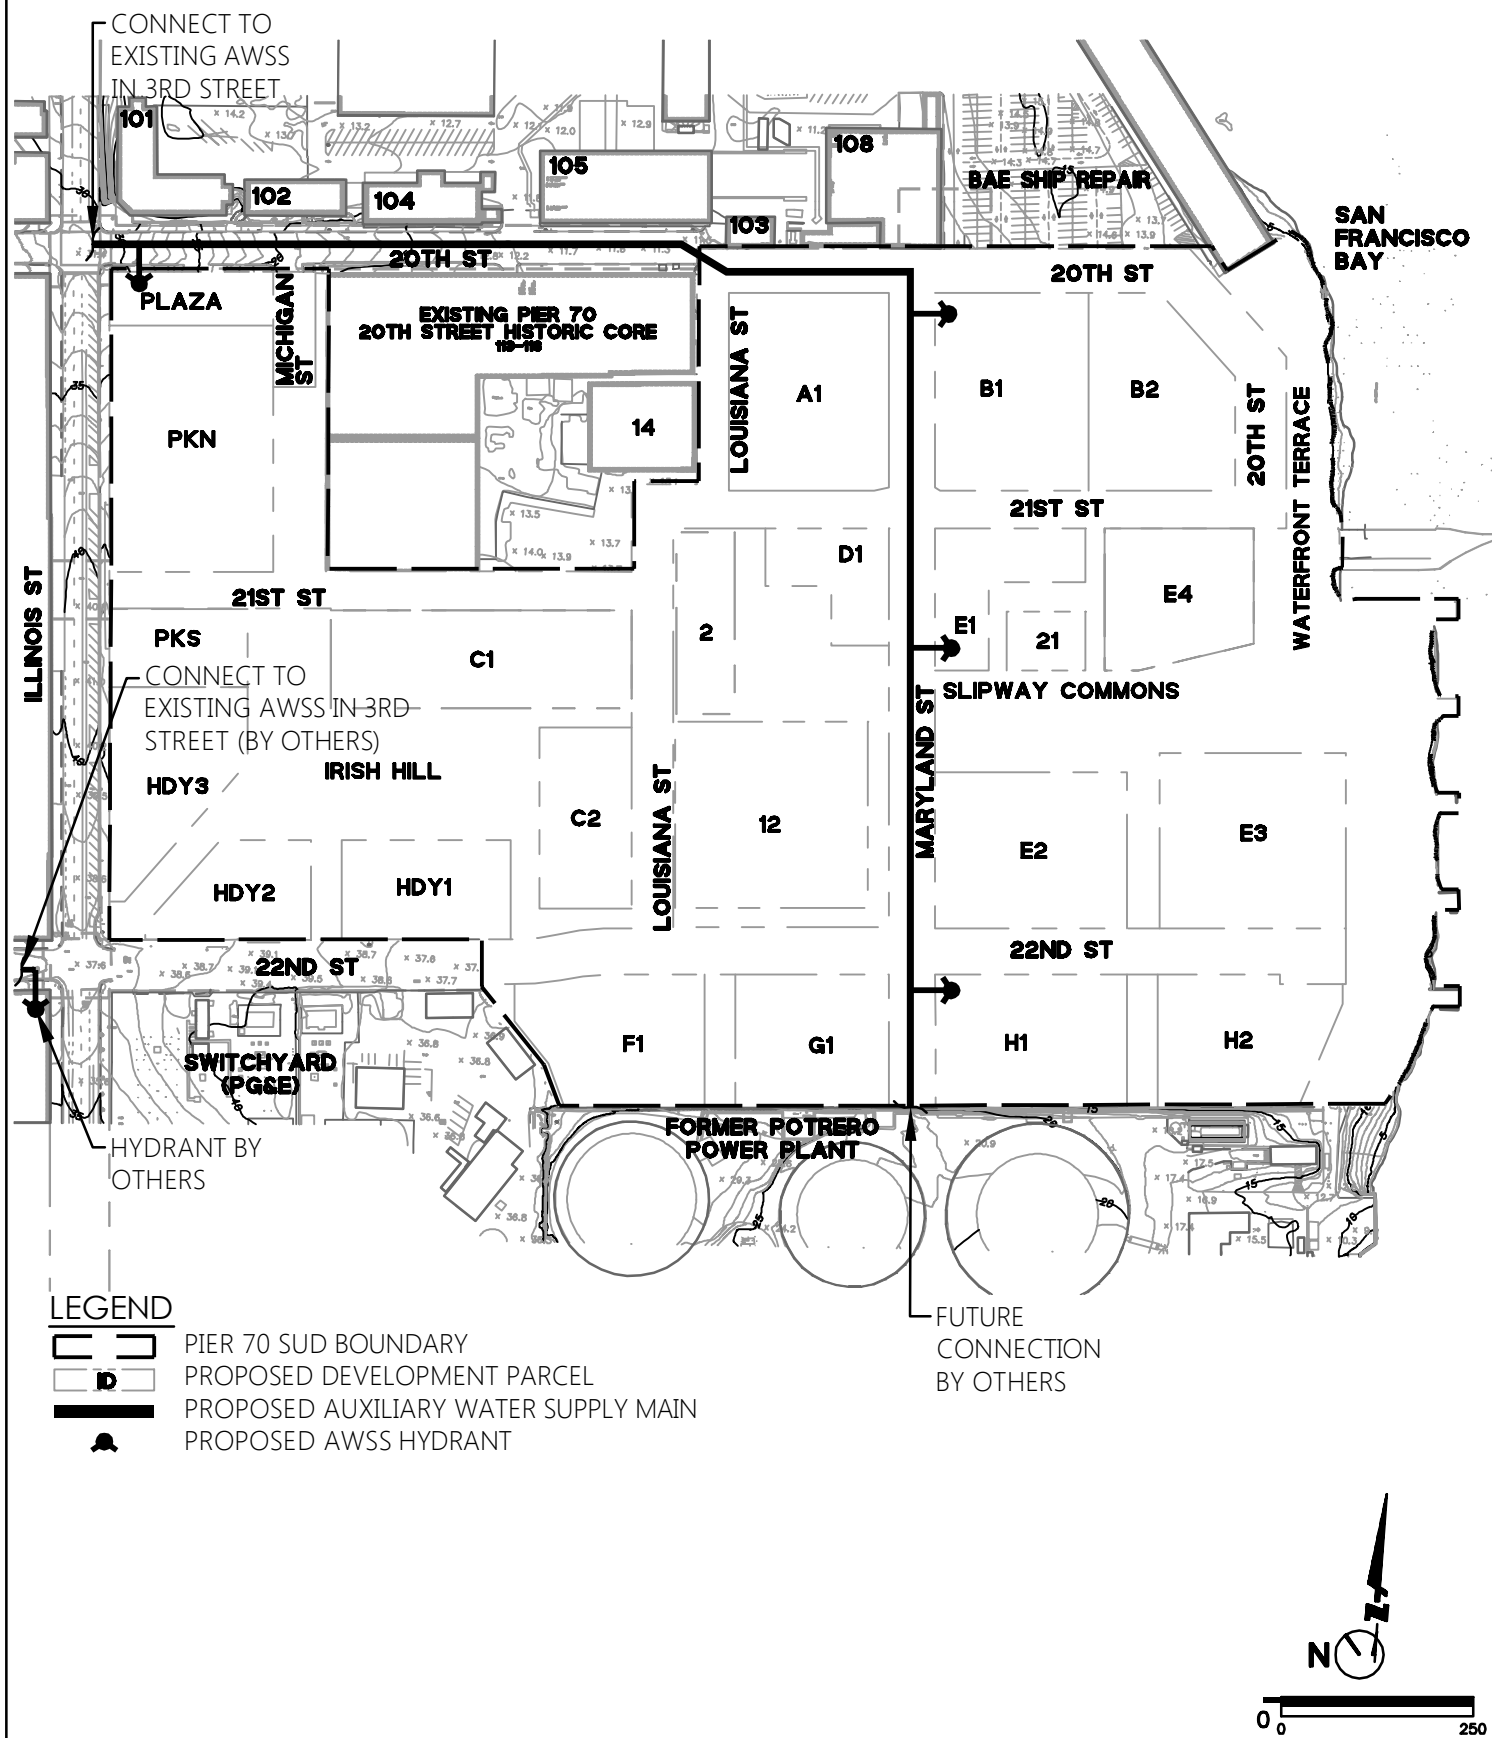 CONNECT TO
EXISTING AWSS
IN 3RD STREET
101
102
104
105
103
108
BAE SHIP REPAIR
SAN
FRANCISCO
BAY
20TH ST
20TH ST
PLAZA
MICHIGAN
ST
EXISTING PIER 70
20TH STREET HISTORIC CORE
LOUISIANA ST
A1
B1
B2
20TH ST
WATERFRONT TERRACE
PKN
14
21ST ST
D1
E4
ILLINOIS ST
21ST ST
PKS
C1
2
E1
21
CONNECT TO
EXISTING AWSS IN 3RD
STREET (BY OTHERS)
SLIPWAY COMMONS
MARYLAND ST
HDY3
IRISH HILL
C2
LOUISIANA ST
12
E2
E3
HDY2
HDY1
22ND ST
22ND ST
F1
G1
H1
H2
SWITCHYARD
(PG&E)
HYDRANT BY
OTHERS
FORMER POTRERO
POWER PLANT
FUTURE
CONNECTION
BY OTHERS
LEGEND
PIER 70 SUD BOUNDARY
ID
PROPOSED DEVELOPMENT PARCEL
PROPOSED AUXILIARY WATER SUPPLY MAIN
PROPOSED AWSS HYDRANT
N
0
0
250